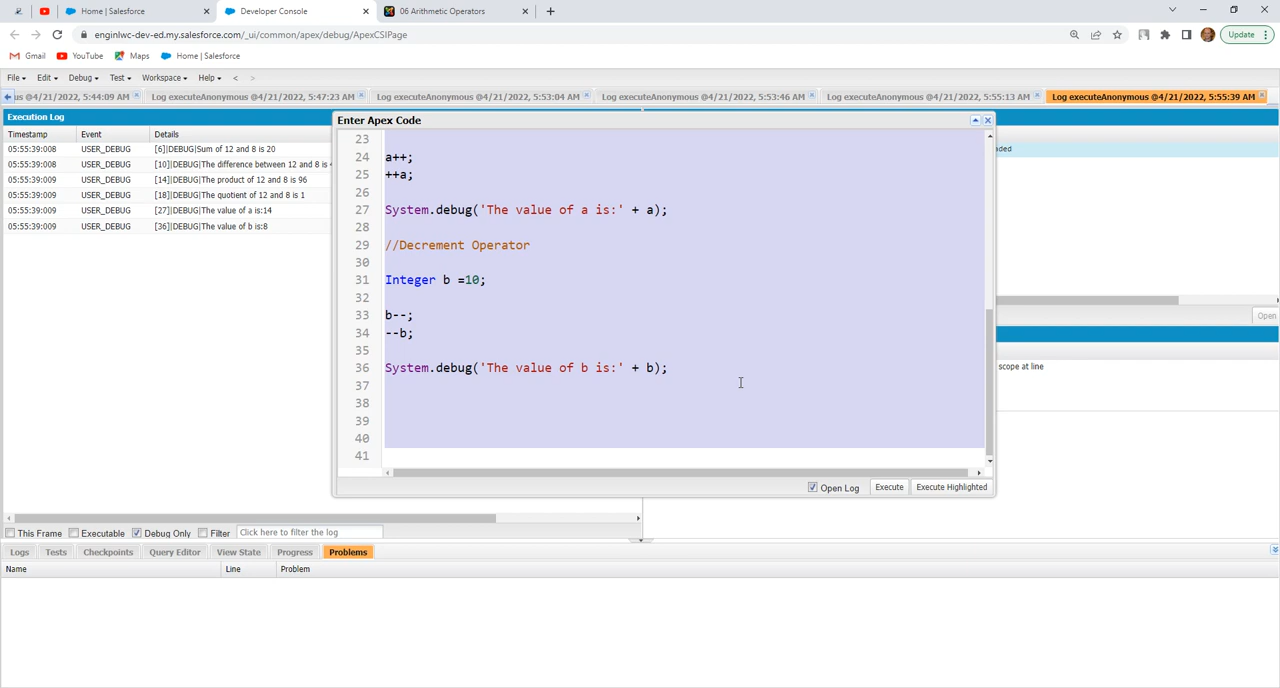 Home | Salesforce
Developer Console
06 Arithmetic Operators
enginlwc-dev-ed.my.salesforce.com/_ui/common/apex/debug/ApexCSIPage
Update
Gmail
YouTube
Maps
Home | Salesforce
File
Edit
Debug
Test
Workspace
Help
<
>
us @4/21/2022, 5:44:09 AM
Log executeAnonymous @4/21/2022, 5:47:23 AM
Log executeAnonymous @4/21/2022, 5:53:04 AM
Log executeAnonymous @4/21/2022, 5:53:46 AM
Log executeAnonymous @4/21/2022, 5:55:13 AM
Log executeAnonymous @4/21/2022, 5:55:39 AM
Execution Log
Timestamp Event Details
05:55:39:008 USER_DEBUG [6]|DEBUG|Sum of 12 and 8 is 20
05:55:39:008 USER_DEBUG [10]|DEBUG|The difference between 12 and 8 is
05:55:39:009 USER_DEBUG [14]|DEBUG|The product of 12 and 8 is 96
05:55:39:009 USER_DEBUG [18]|DEBUG|The quotient of 12 and 8 is 1
05:55:39:009 USER_DEBUG [27]|DEBUG|The value of a is:14
05:55:39:009 USER_DEBUG [36]|DEBUG|The value of b is:8
Enter Apex Code
23
24 a++;
25 ++a;
26
27 System.debug('The value of a is:' + a);
28
29 //Decrement Operator
30
31 Integer b =10;
32
33 b--;
34 --b;
35
36 System.debug('The value of b is:' + b);
37
38
39
40
41
Open Log
Execute
Execute Highlighted
aded
Open
scope at line
This Frame
Executable
Debug Only
Filter
Click here to filter the log
Logs
Tests
Checkpoints
Query Editor
View State
Progress
Problems
Name Line Problem